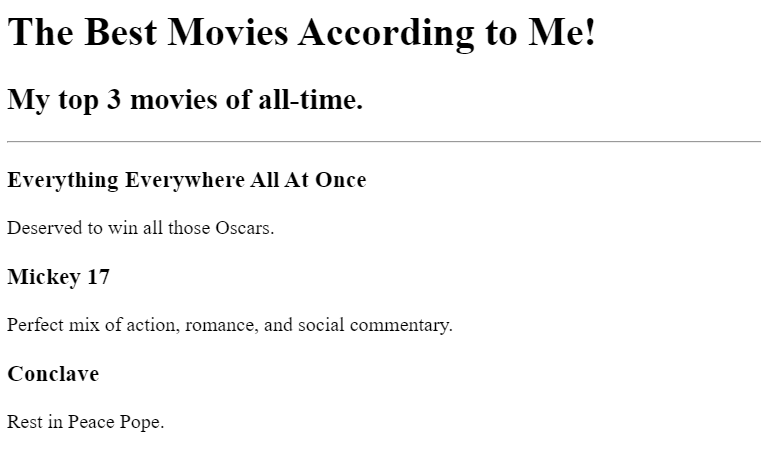 The Best Movies According to Me!
My top 3 movies of all-time.
Everything Everywhere All At Once
Deserved to win all those Oscars.
Mickey 17
Perfect mix of action, romance, and social commentary.
Conclave
Rest in Peace Pope.